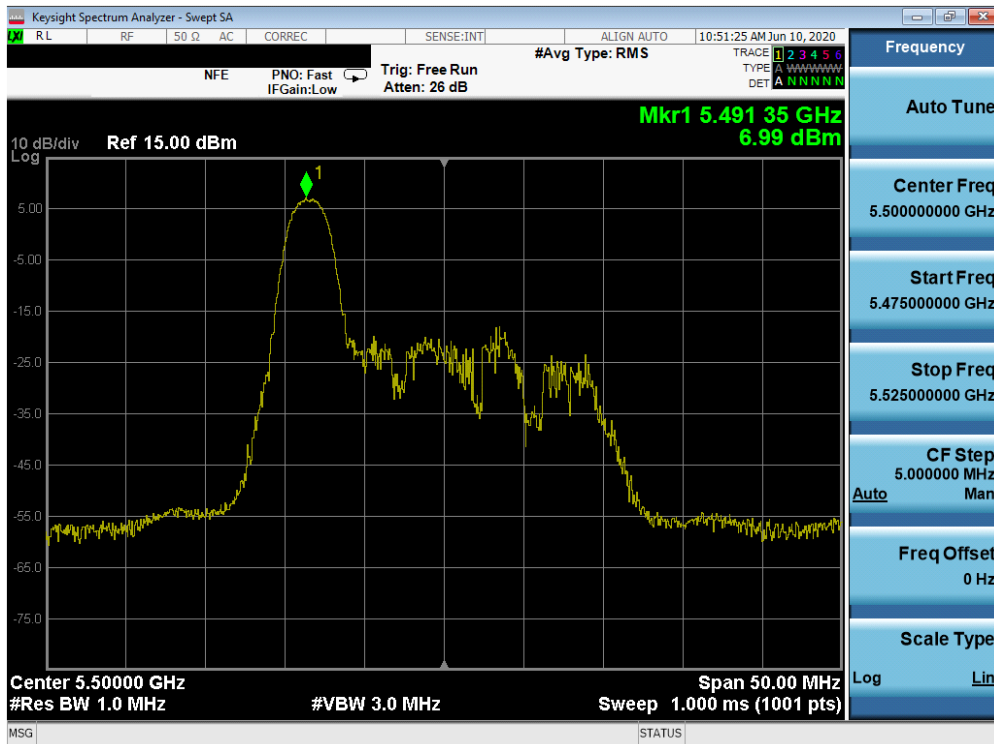 Keysight Spectrum Analyzer - Swept SA
LXI RL RF 50 Ω AC CORREC SENSE:INT ALIGN AUTO 10:51:25 AM Jun 10, 2020
NFE PNO: Fast Trig: Free Run #Avg Type: RMS TRACE 1 2 3 4 5 6
IFGain:Low Atten: 26 dB TYPE A WWWWW
DET A N N N N N
Mkr1 5.491 35 GHz
6.99 dBm
10 dB/div Ref 15.00 dBm
Log
1
5.00
-5.00
-15.0
-25.0
-35.0
-45.0
-55.0
-65.0
-75.0
Center 5.50000 GHz Span 50.00 MHz
#Res BW 1.0 MHz #VBW 3.0 MHz Sweep 1.000 ms (1001 pts)
MSG STATUS
Frequency
Auto Tune
Center Freq
5.500000000 GHz
Start Freq
5.475000000 GHz
Stop Freq
5.525000000 GHz
CF Step
5.000000 MHz
Auto Man
Freq Offset
0 Hz
Scale Type
Log Lin